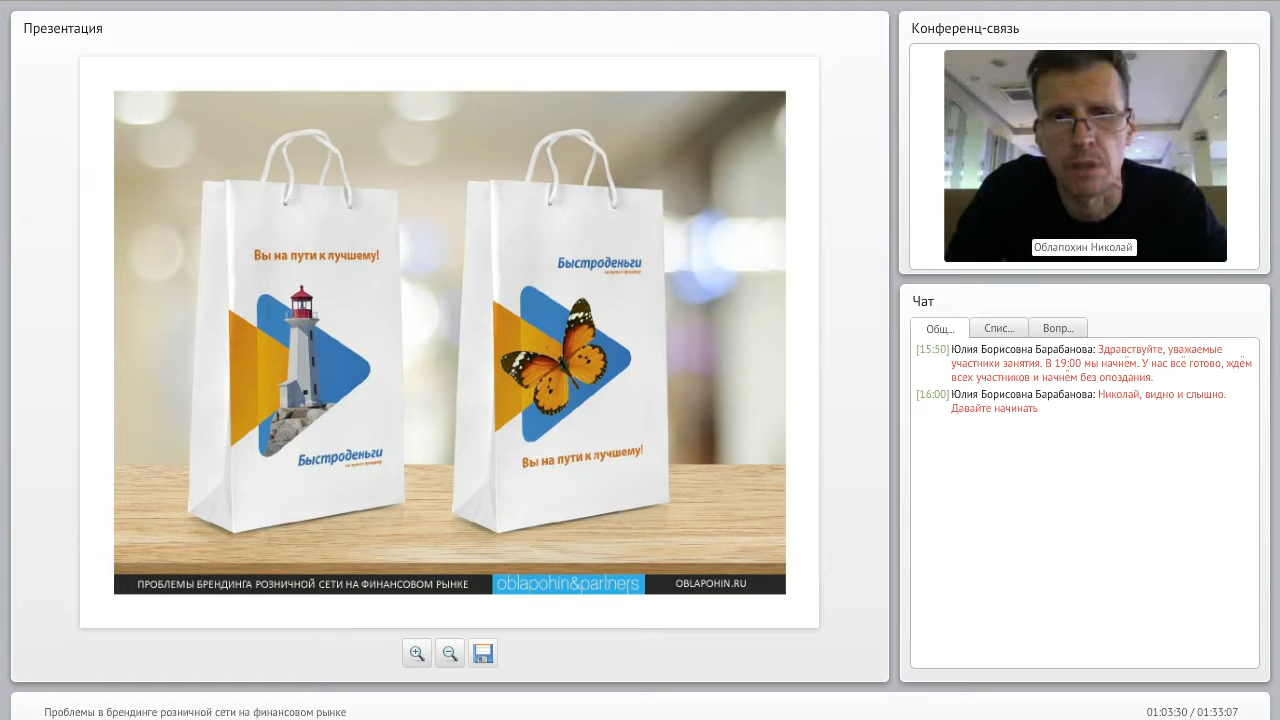 Презентация
Вы на пути к лучшему!
Быстроденьги
Быстроденьги
Вы на пути к лучшему!
ПРОБЛЕМЫ БРЕНДИНГА РОЗНИЧНОЙ СЕТИ НА ФИНАНСОВОМ РЫНКЕ
oblapohin&partners
OBLAPOHIN.RU
Конференц-связь
Облапохин Николай
Чат
Общ...
Спис...
Вопр...
[15:50] Юлия Борисовна Барабанова: Здравствуйте, уважаемые
участники занятия. В 19:00 мы начнём. У нас всё готово, ждём
всех участников и начнём без опоздания.
[16:00] Юлия Борисовна Барабанова: Николай, видно и слышно.
Давайте начинать
Проблемы в брендинге розничной сети на финансовом рынке
01:03:30 / 01:33:07